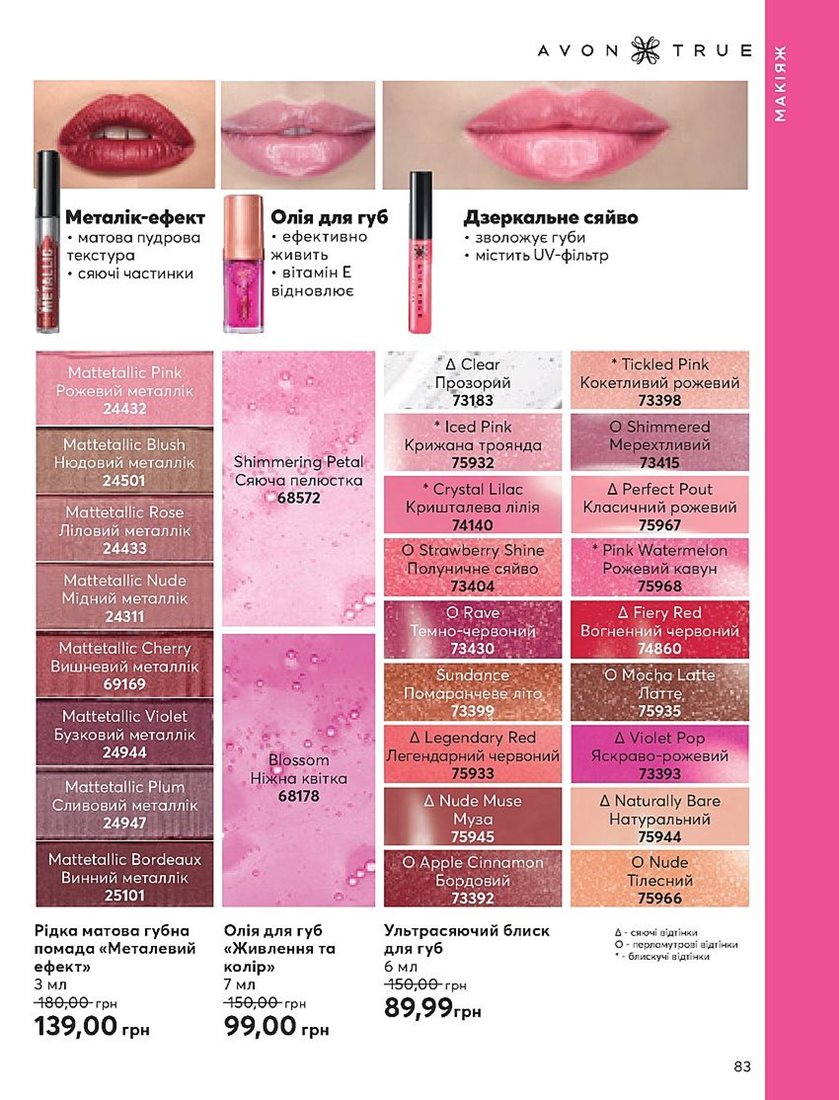 AVON TRUE
МАКІЯЖ
Металік-ефект
• матова пудрова
текстура
• сяючі частинки
METALLIC
Олія для губ
• ефективно
живить
• вітамін Е
відновлює
Дзеркальне сяйво
• зволожує губи
• містить UV-фільтр
Mattetallic Pink
Рожевий металлік
24432
Mattetallic Blush
Нюдовий металлік
24501
Mattetallic Rose
Ліловий металлік
24433
Mattetallic Nude
Мідний металлік
24311
Mattetallic Cherry
Вишневий металлік
69169
Mattetallic Violet
Бузковий металлік
24944
Mattetallic Plum
Сливовий металлік
24947
Mattetallic Bordeaux
Винний металлік
25101
Shimmering Petal
Сяюча пелюстка
68572
Blossom
Ніжна квітка
68178
Δ Clear
Прозорий
73183
* Iced Pink
Крижана троянда
75932
* Crystal Lilac
Кришталева лілія
74140
О Strawberry Shine
Полуничне сяйво
73404
О Rave
Темно-червоний
73430
Sundance
Помаранчеве літо
73399
Δ Legendary Red
Легендарний червоний
75933
Δ Nude Muse
Муза
75945
О Apple Cinnamon
Бордовий
73392
* Tickled Pink
Кокетливий рожевий
73398
О Shimmered
Мерехтливий
73415
Δ Perfect Pout
Класичний рожевий
75967
* Pink Watermelon
Рожевий кавун
75968
Δ Fiery Red
Вогненний червоний
74860
О Mocha Latte
Латте
75935
Δ Violet Pop
Яскраво-рожевий
73393
Δ Naturally Bare
Натуральний
75944
О Nude
Тілесний
75966
Рідка матова губна
помада «Металевий
ефект»
3 мл
180,00 грн
139,00 грн
Олія для губ
«Живлення та
колір»
7 мл
150,00 грн
99,00 грн
Ультрасяючий блиск
для губ
6 мл
150,00 грн
89,99 грн
Δ - сяючі відтінки
О - перламутрові відтінки
* - блискучі відтінки
83